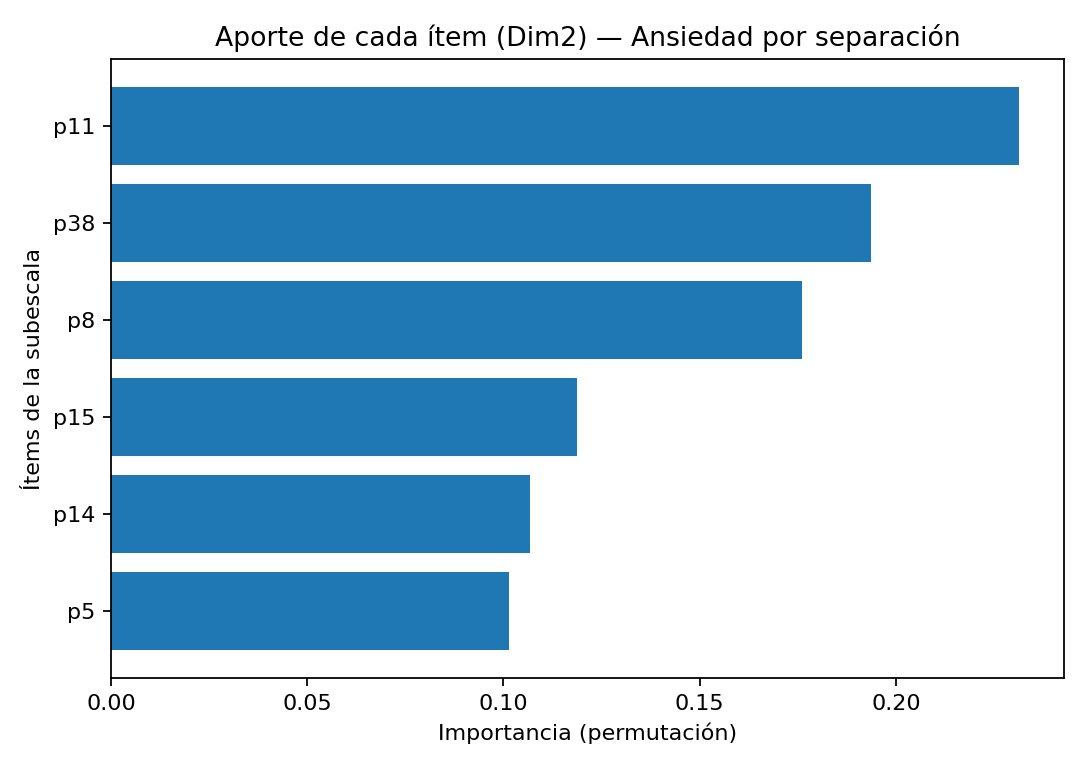 Aporte de cada ítem (Dim2) — Ansiedad por separación
Ítems de la subescala
p11
p38
p8
p15
p14
p5
0.00 0.05 0.10 0.15 0.20
Importancia (permutación)